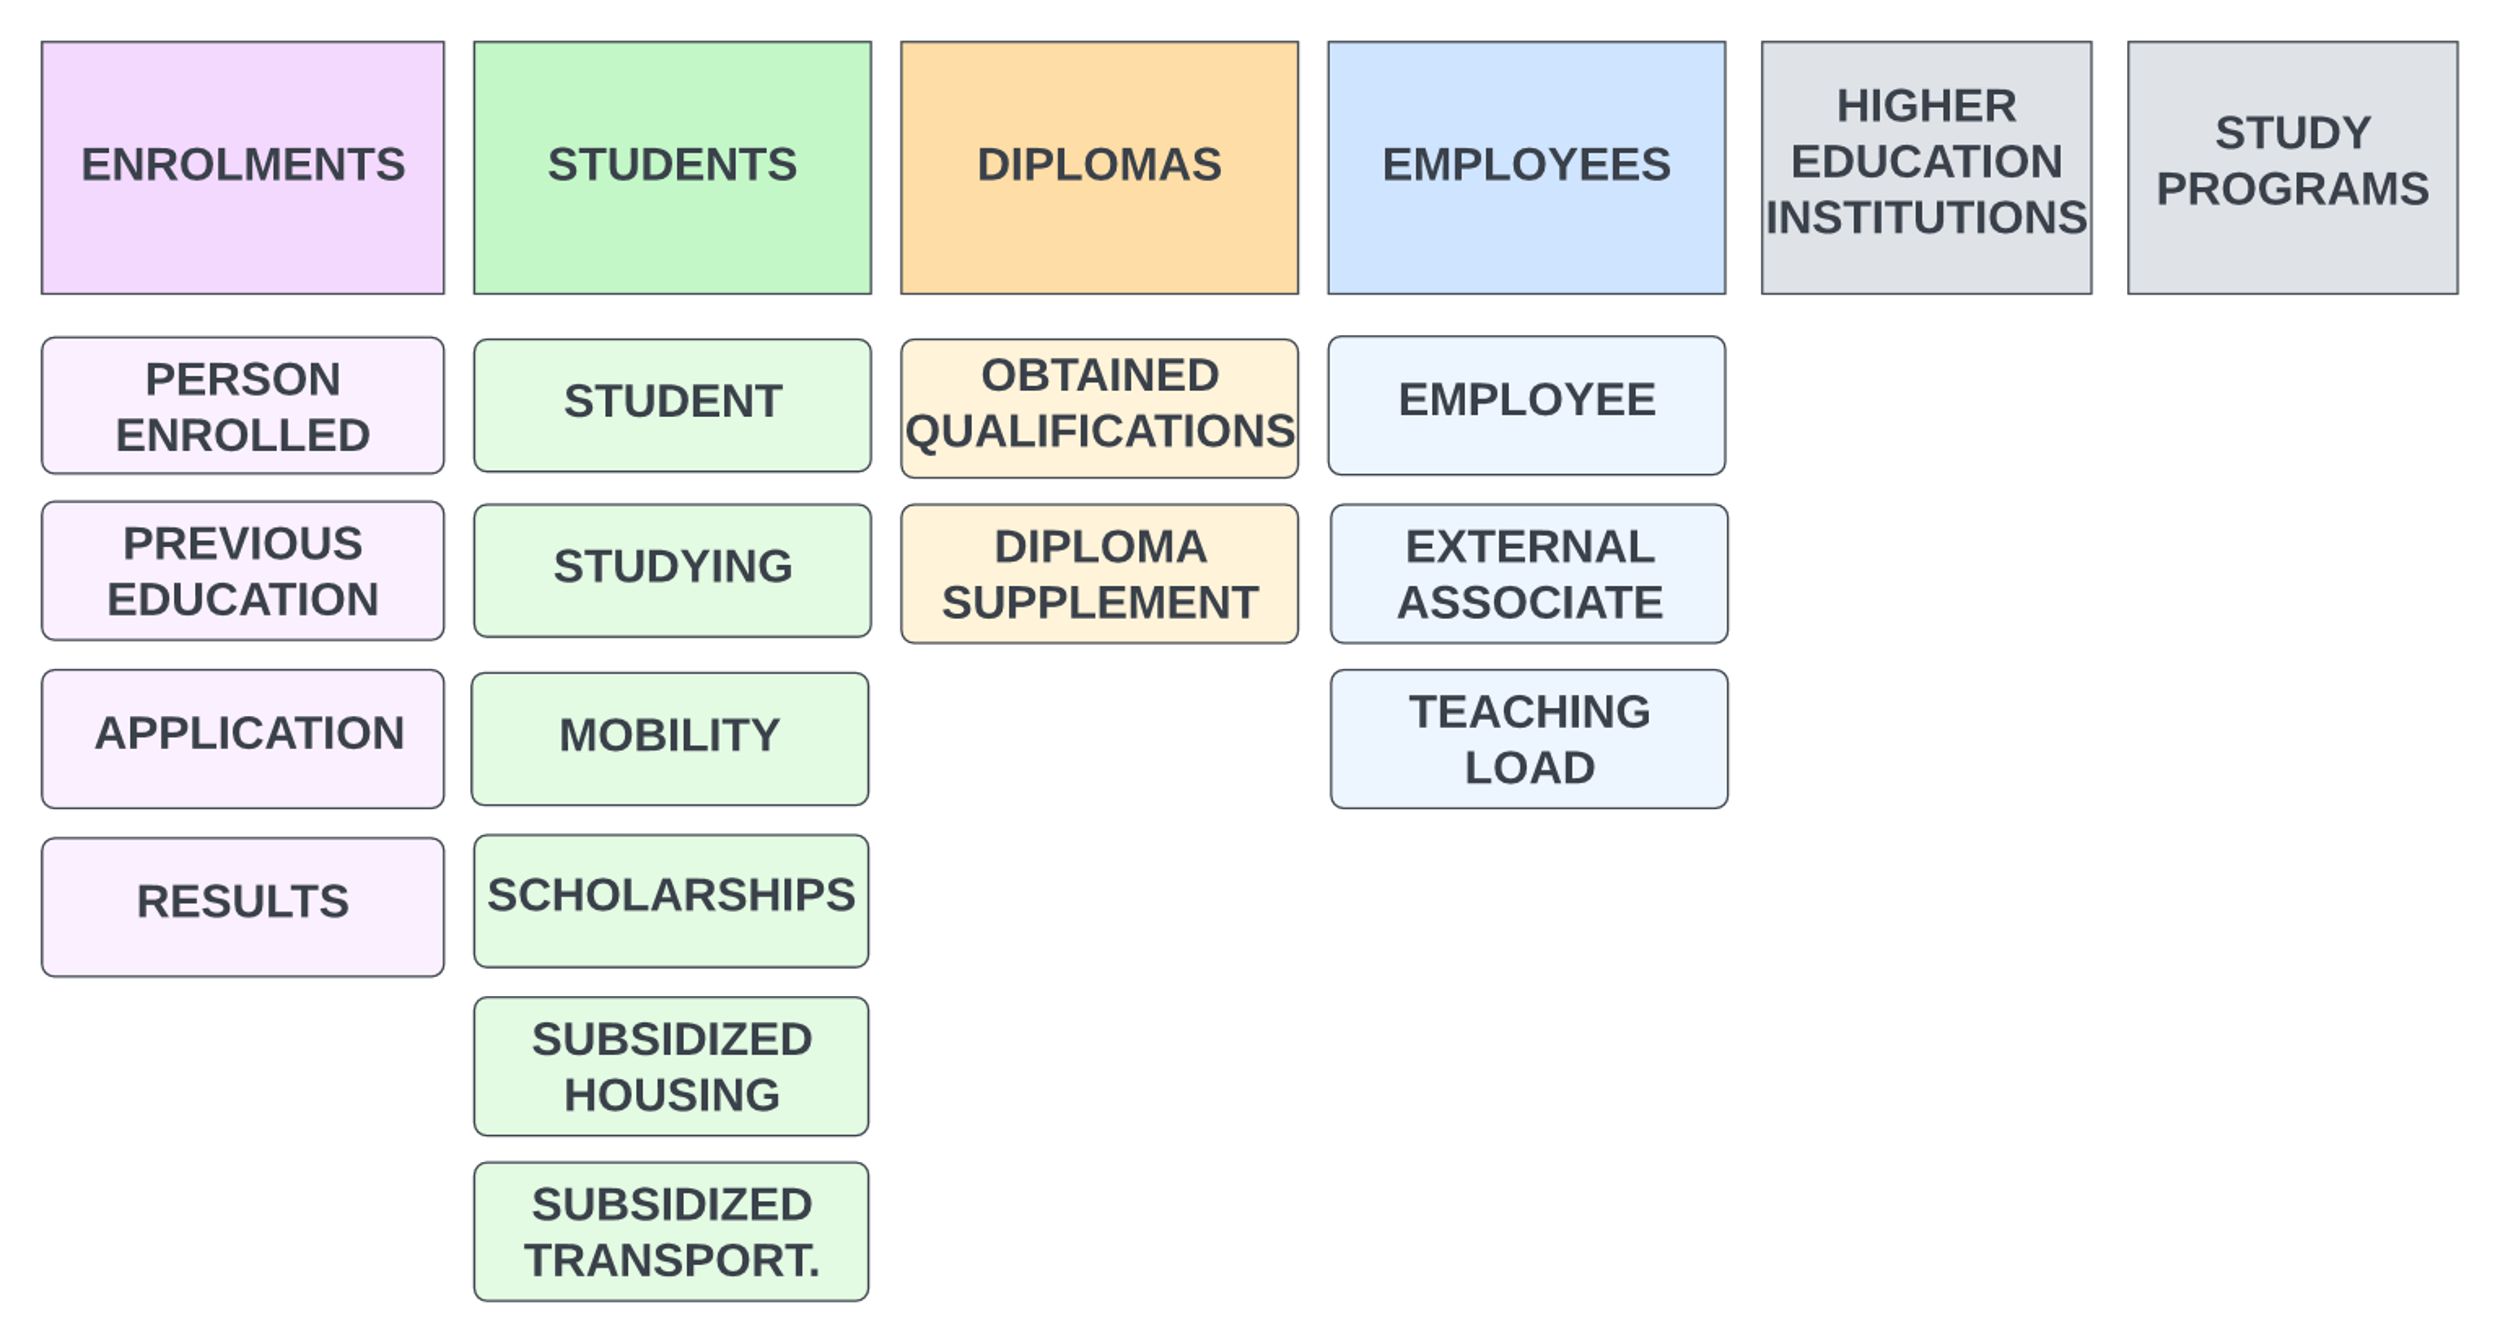 ENROLMENTS
STUDENTS
DIPLOMAS
EMPLOYEES
HIGHER
EDUCATION
INSTITUTIONS
STUDY
PROGRAMS
PERSON
ENROLLED
PREVIOUS
EDUCATION
APPLICATION
RESULTS
STUDENT
STUDYING
MOBILITY
SCHOLARSHIPS
SUBSIDIZED
HOUSING
SUBSIDIZED
TRANSPORT.
OBTAINED
QUALIFICATIONS
DIPLOMA
SUPPLEMENT
EMPLOYEE
EXTERNAL
ASSOCIATE
TEACHING
LOAD